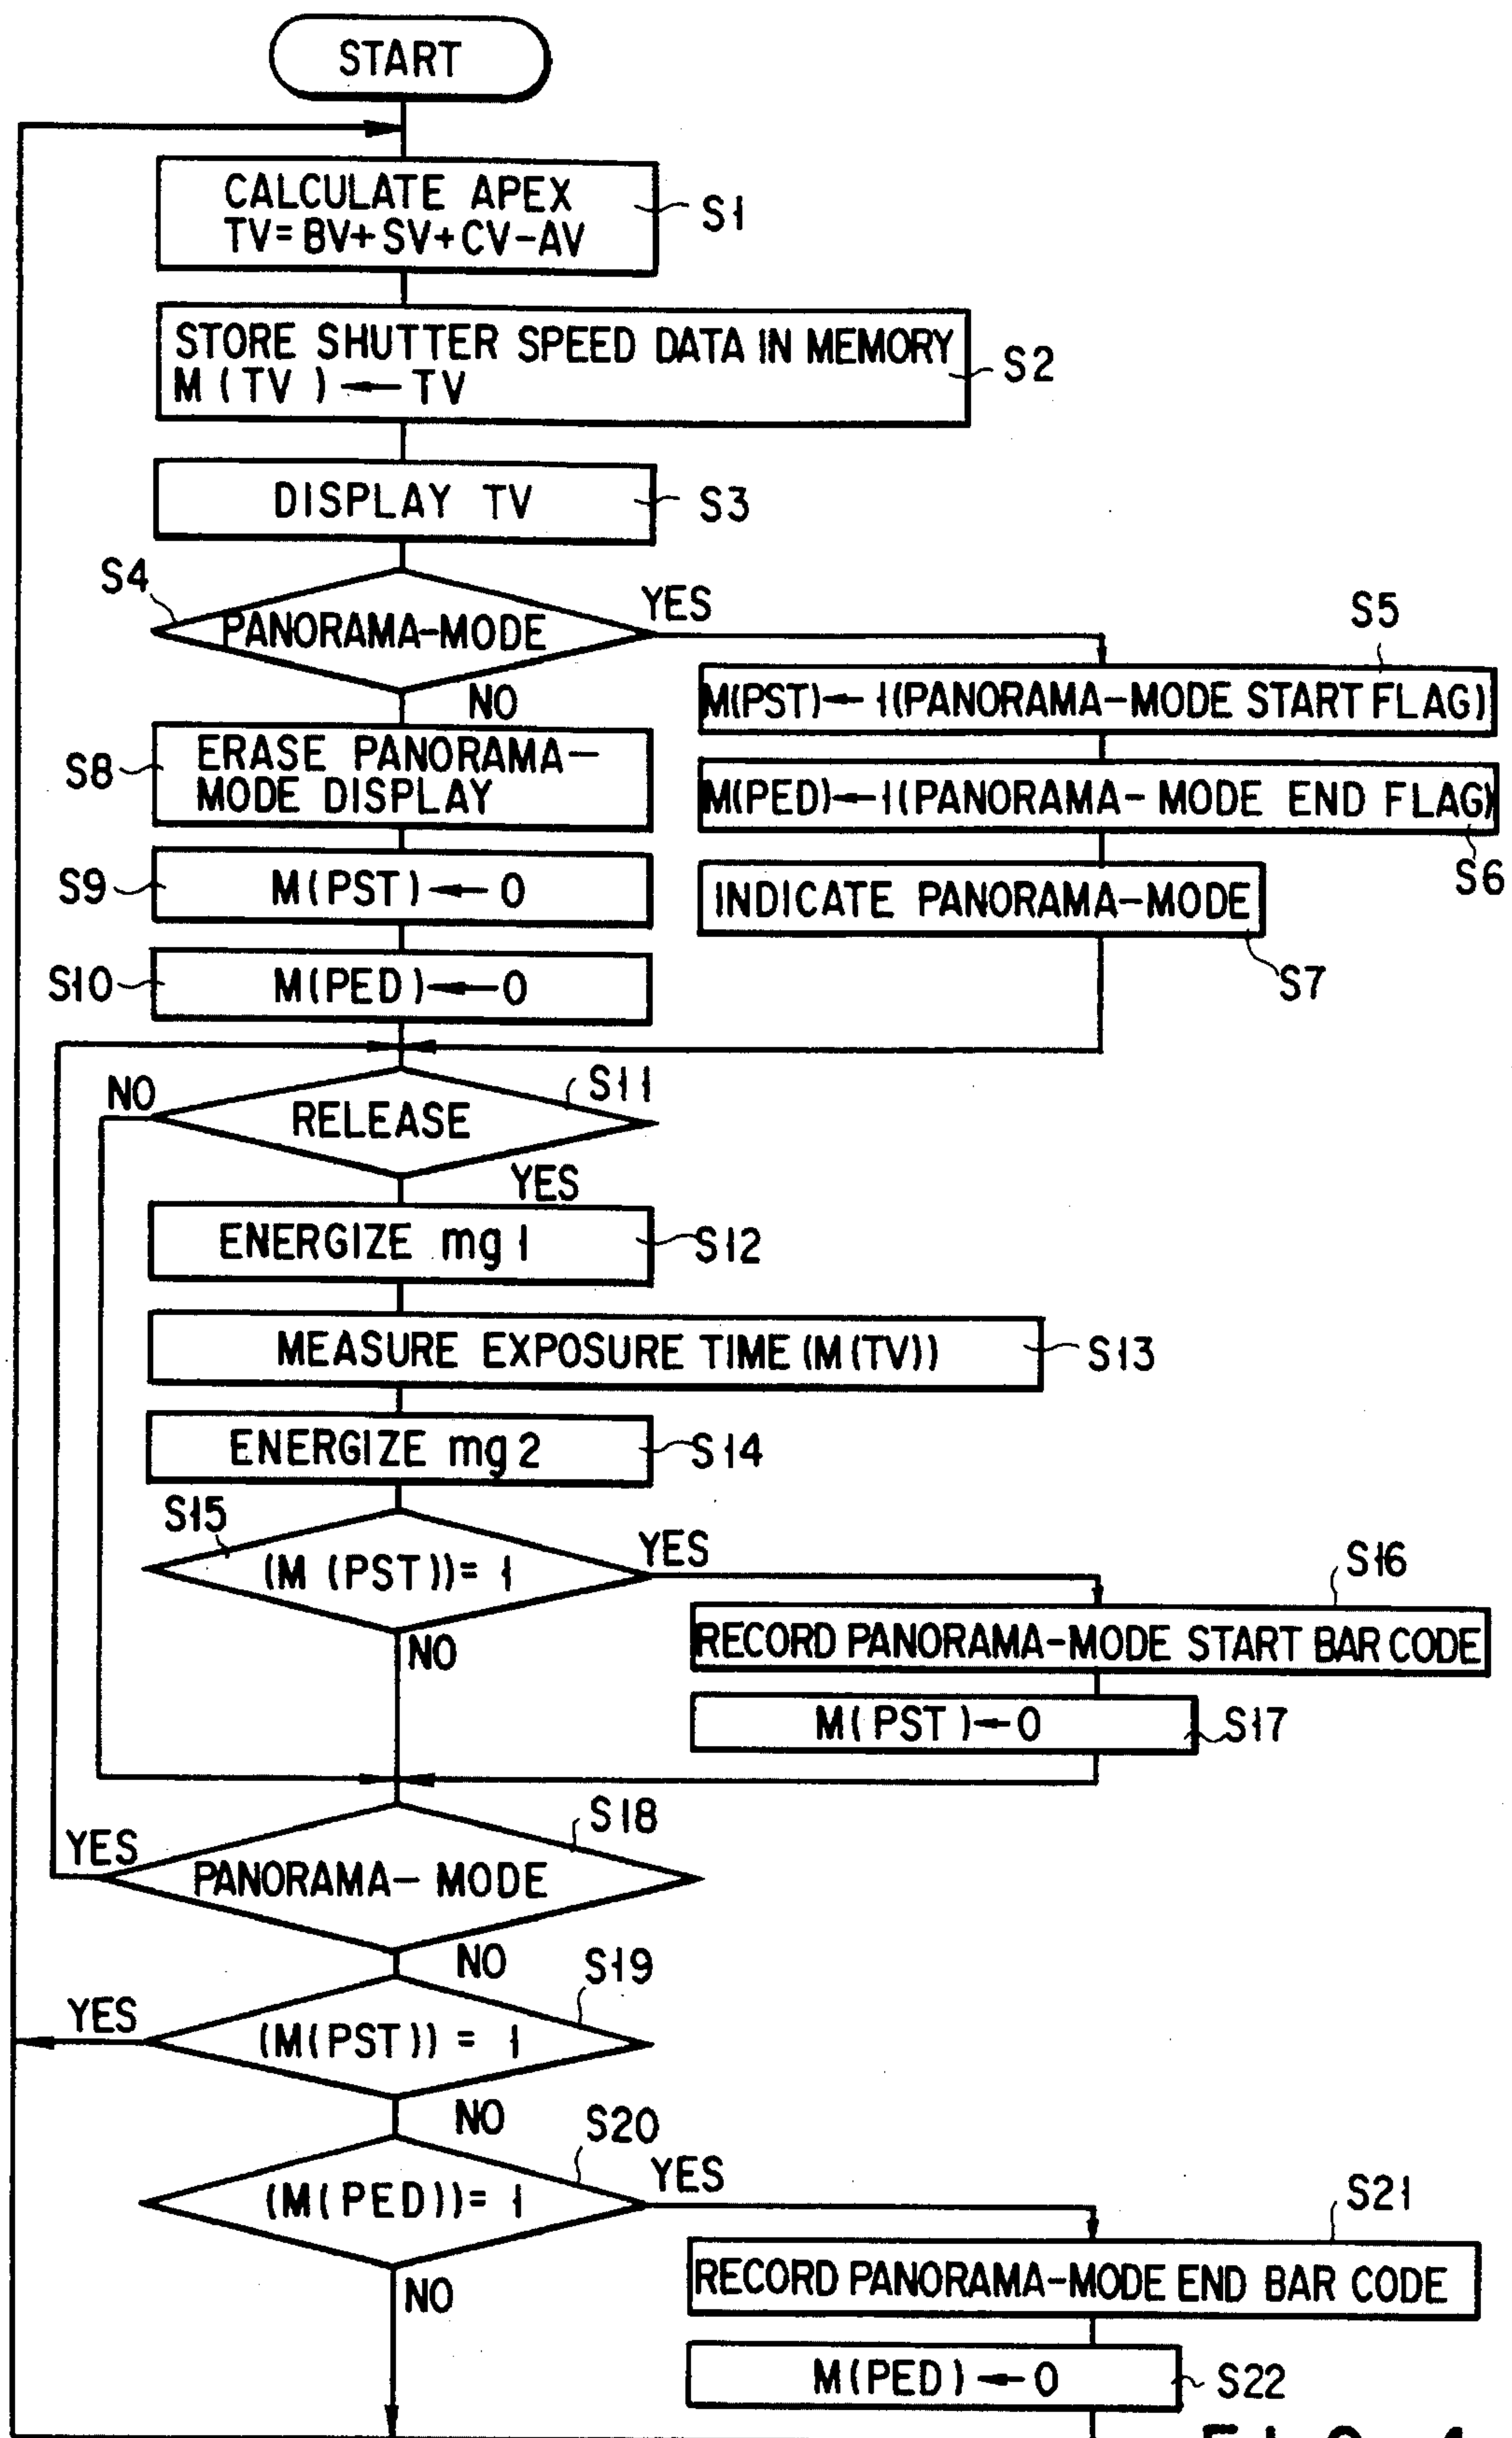 START
CALCULATE APEX
TV=BV+SV+CV-AV
S1
STORE SHUTTER SPEED DATA IN MEMORY
M(TV) ← TV
S2
DISPLAY TV
S3
S4
PANORAMA-MODE
YES
NO
S5
M(PST)← 1(PANORAMA-MODE START FLAG)
M(PED)←1(PANORAMA-MODE END FLAG)
S6
INDICATE PANORAMA-MODE
S7
S8
ERASE PANORAMA-
MODE DISPLAY
S9
M(PST)←0
S10
M(PED)←0
NO
RELEASE
S11
YES
ENERGIZE mg1
S12
MEASURE EXPOSURE TIME (M(TV))
S13
ENERGIZE mg2
S14
S15
(M(PST))= 1
YES
NO
S16
RECORD PANORAMA-MODE START BAR CODE
M(PST)←0
S17
S18
YES
PANORAMA-MODE
NO
S19
YES
(M(PST)) = 1
NO
S20
(M(PED))= 1
YES
NO
S21
RECORD PANORAMA-MODE END BAR CODE
M(PED)←0
S22